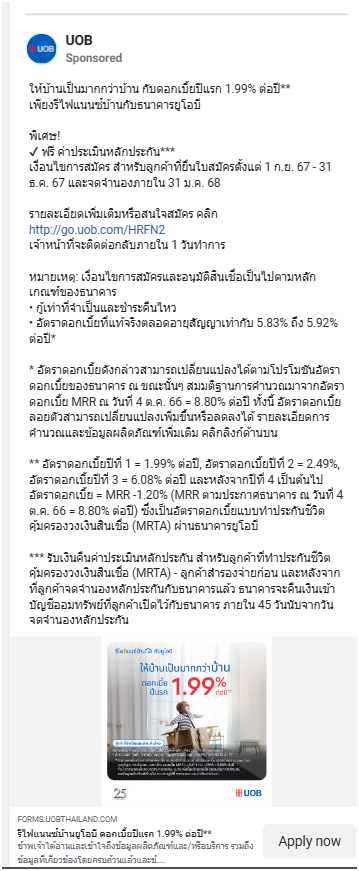 UOB
UOB
Sponsored
ให้บ้านเป็นมากกว่าบ้าน กับดอกเบี้ยปีแรก 1.99% ต่อปี**
เพียงรีไฟแนนซ์บ้านกับธนาคารยูโอบี
พิเศษ!
✓ ฟรี ค่าประเมินหลักประกัน***
เงื่อนไขการสมัคร สำหรับลูกค้าที่ยื่นใบสมัครตั้งแต่ 1 ก.ย. 67 - 31
ธ.ค. 67 และจดจำนองภายใน 31 ม.ค. 68
รายละเอียดเพิ่มเติมหรือสนใจสมัคร คลิก
http://go.uob.com/HRFN2
เจ้าหน้าที่จะติดต่อกลับภายใน 1 วันทำการ
หมายเหตุ: เงื่อนไขการสมัครและอนุมัติสินเชื่อเป็นไปตามหลัก
เกณฑ์ของธนาคาร
• กู้เท่าที่จำเป็นและชำระคืนไหว
• อัตราดอกเบี้ยที่แท้จริงตลอดอายุสัญญาเท่ากับ 5.83% ถึง 5.92%
ต่อปี*
* อัตราดอกเบี้ยดังกล่าวสามารถเปลี่ยนแปลงได้ตามโปรโมชันอัตรา
ดอกเบี้ยของธนาคาร ณ ขณะนั้นๆ สมมติฐานการคำนวณมาจากอัตรา
ดอกเบี้ย MRR ณ วันที่ 4 ต.ค. 66 = 8.80% ต่อปี ทั้งนี้ อัตราดอกเบี้ย
ลอยตัวสามารถเปลี่ยนแปลงเพิ่มขึ้นหรือลดลงได้ รายละเอียดการ
คำนวณและข้อมูลผลิตภัณฑ์เพิ่มเติม คลิกลิงก์ด้านบน
** อัตราดอกเบี้ยปีที่ 1 = 1.99% ต่อปี, อัตราดอกเบี้ยปีที่ 2 = 2.49%,
อัตราดอกเบี้ยปีที่ 3 = 6.08% ต่อปี และหลังจากปีที่ 4 เป็นต้นไป
อัตราดอกเบี้ย = MRR -1.20% (MRR ตามประกาศธนาคาร ณ วันที่ 4
ต.ค. 66 = 8.80% ต่อปี) ซึ่งเป็นอัตราดอกเบี้ยแบบทำประกันชีวิต
คุ้มครองวงเงินสินเชื่อ (MRTA) ผ่านธนาคารยูโอบี
*** รับเงินคืนค่าประเมินหลักประกัน สำหรับลูกค้าที่ทำประกันชีวิต
คุ้มครองวงเงินสินเชื่อ (MRTA) - ลูกค้าสำรองจ่ายก่อน และหลังจาก
ที่ลูกค้าจดจำนองหลักประกันกับธนาคารแล้ว ธนาคารจะคืนเงินเข้า
บัญชีออมทรัพย์ที่ลูกค้าเปิดไว้กับธนาคาร ภายใน 45 วันนับจากวัน
จดจำนองหลักประกัน
รีไฟแนนซ์บ้าน กับยูโอบี
ให้บ้านเป็นมากกว่าบ้าน
ดอกเบี้ย
ปีแรก 1.99% ต่อปี**
25
UOB
FORMS.UOBTHAILAND.COM
รีไฟแนนซ์บ้านยูโอบี ดอกเบี้ยปีแรก 1.99% ต่อปี**
ข้าพเจ้าได้อ่านและเข้าใจถึงข้อมูลผลิตภัณฑ์และ/หรือบริการ รวมถึง
ข้อมูลที่เกี่ยวข้องโดยครบถ้วนแล้วและข้...
Apply now